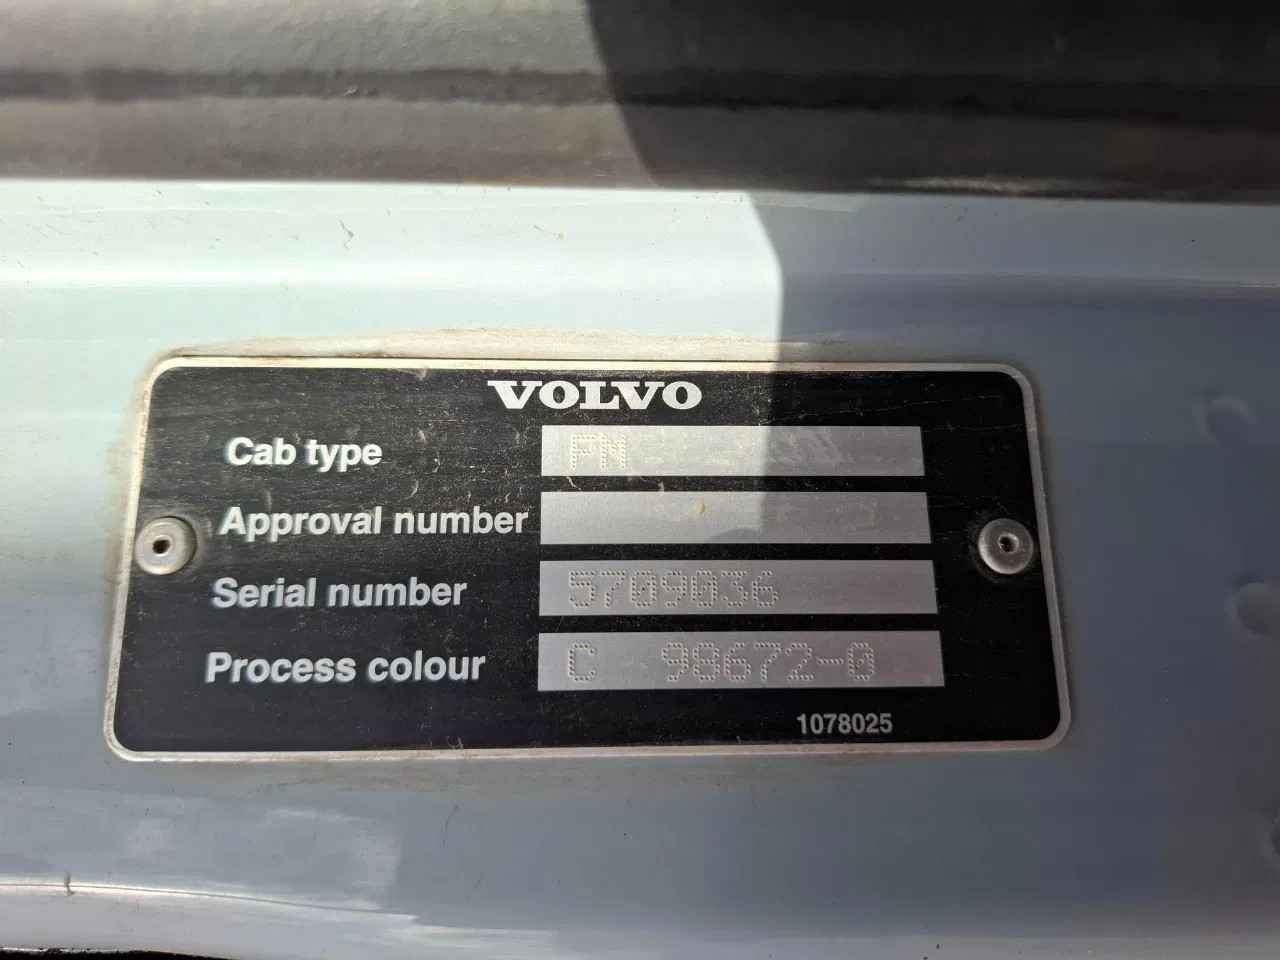 VOLVO
Cab type FM
Approval number
Serial number 5709036
Process colour C 98672-0
1078025